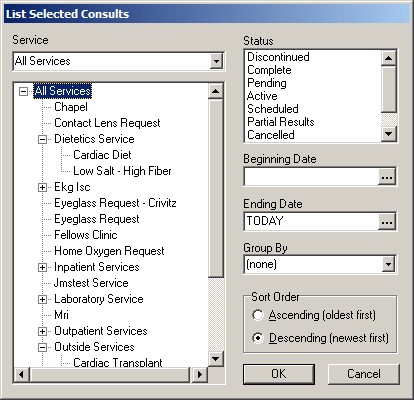 List Selected Consults
Service
All Services
All Services
Chapel
Contact Lens Request
Dietetics Service
Cardiac Diet
Low Salt - High Fiber
Ekg Isc
Eyeglass Request - Crivitz
Eyeglass Request
Fellows Clinic
Home Oxygen Request
Inpatient Services
Jmstest Service
Laboratory Service
Mri
Outpatient Services
Outside Services
Cardiac Transplant
Status
Discontinued
Complete
Pending
Active
Scheduled
Partial Results
Cancelled
Beginning Date
...
Ending Date
TODAY ...
Group By
(none)
Sort Order
Ascending (oldest first)
Descending (newest first)
OK Cancel